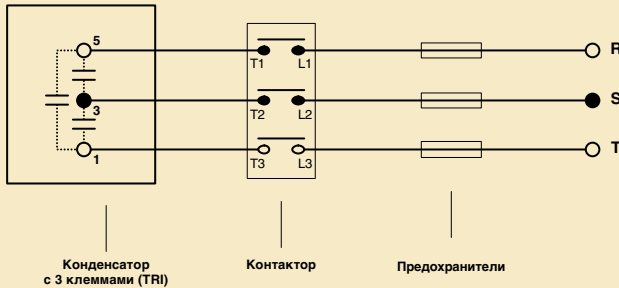 5
R
T1 L1
3
S
T2 L2
1
T
T3 L3
Конденсатор
с 3 клеммами (TRI)
Контактор
Предохранители